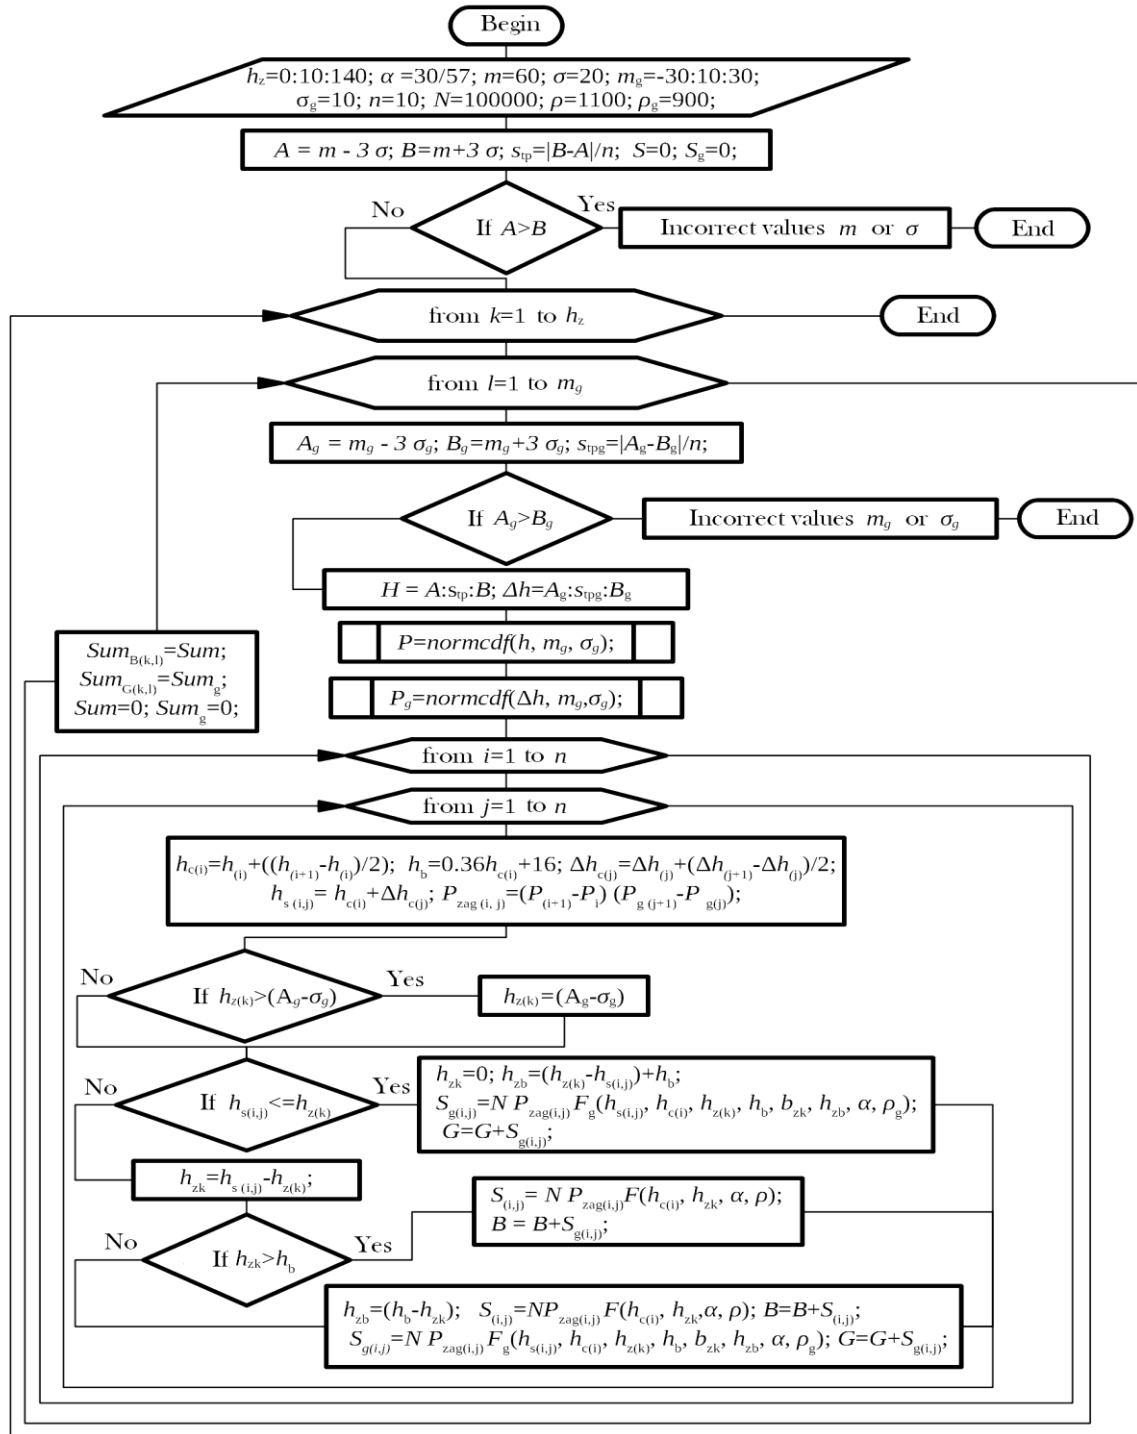 Begin
h_z=0:10:140; α =30/57; m=60; σ=20; m_g=-30:10:30;
σ_g=10; n=10; N=100000; ρ=1100; ρ_g=900;
A = m - 3 σ; B=m+3 σ; s_tp=|B-A|/n; S=0; S_g=0;
No
Yes
If A>B
Incorrect values m or σ
End
from k=1 to h_z
End
from l=1 to m_g
A_g = m_g - 3 σ_g; B_g=m_g+3 σ_g; s_tpg=|A_g-B_g|/n;
If A_g>B_g
Incorrect values m_g or σ_g
End
H = A:s_tp:B; Δh=A_g:s_tpg:B_g
P=normcdf(h, m_g, σ_g);
Sum_B(k,l)=Sum;
Sum_G(k,l)=Sum_g;
Sum=0; Sum_g=0;
P_g=normcdf(Δh, m_g,σ_g);
from i=1 to n
from j=1 to n
h_c(i)=h_(i)+((h_(i+1)-h_(i))/2); h_b=0.36h_c(i)+16; Δh_c(j)=Δh_(j)+(Δh_(j+1)-Δh_(j))/2;
h_s (i,j)= h_c(i)+Δh_c(j); P_zag (i, j)=(P_(i+1)-P_i) (P_g (j+1)-P_g(j));
No
Yes
If h_z(k)>(A_g-σ_g)
h_z(k)=(A_g-σ_g)
No
Yes
If h_s(i,j)<=h_z(k)
h_zk=0; h_zb=(h_z(k)-h_s(i,j))+h_b;
S_g(i,j)=N P_zag(i,j) F_g(h_s(i,j), h_c(i), h_z(k), h_b, b_zk, h_zb, α, ρ_g);
G=G+S_g(i,j);
h_zk=h_s (i,j)-h_z(k);
No
Yes
If h_zk>h_b
S_(i,j)= N P_zag(i,j) F(h_c(i), h_zk, α, ρ);
B = B+S_g(i,j);
h_zb=(h_b-h_zk); S_(i,j)=NP_zag(i,j) F(h_c(i), h_zk,α, ρ); B=B+S_(i,j);
S_g(i,j)=N P_zag(i,j) F_g(h_s(i,j), h_c(i), h_z(k), h_b, b_zk, h_zb, α, ρ_g); G=G+S_g(i,j);